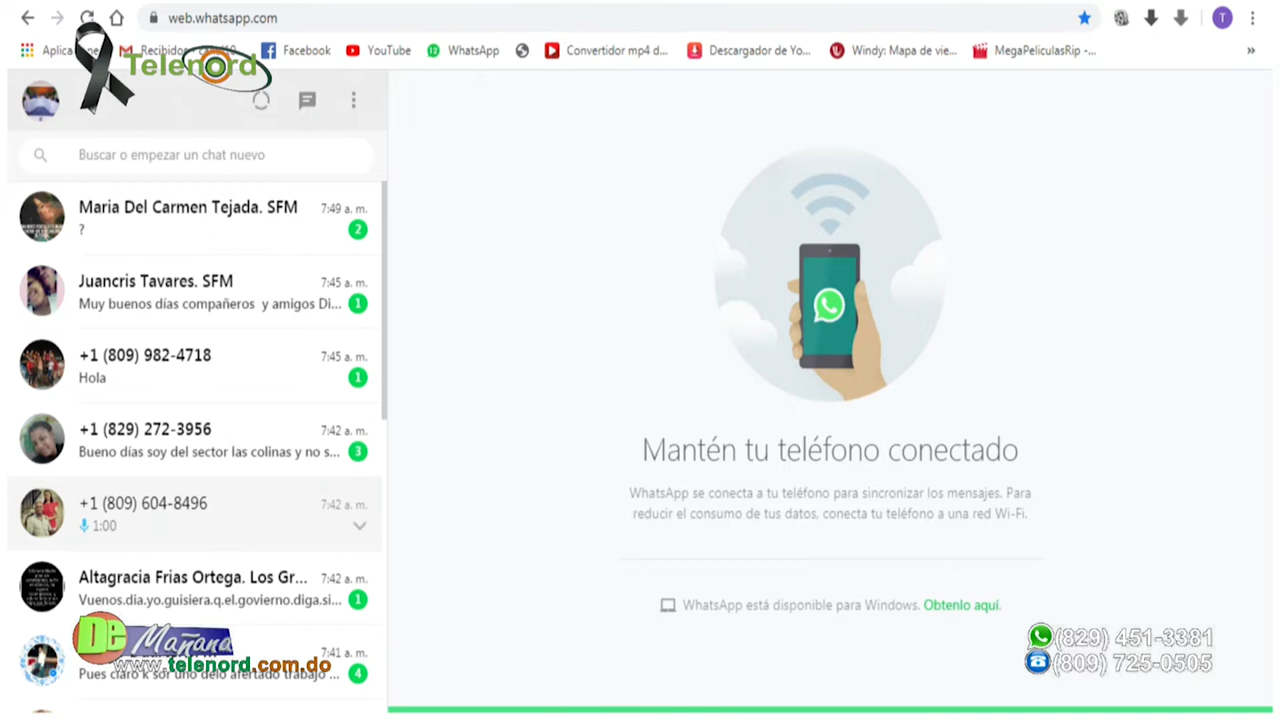 web.whatsapp.com
T
Aplica
Recibidos
Facebook
YouTube
WhatsApp
Convertidor mp4 d...
Descargador de Yo...
Windy: Mapa de vie...
MegaPeliculasRip -...
»
Telenord
Buscar o empezar un chat nuevo
Maria Del Carmen Tejada. SFM 7:49 a. m.
? 2
Juancris Tavares. SFM 7:45 a. m.
Muy buenos días compañeros y amigos Di... 1
+1 (809) 982-4718 7:45 a. m.
Hola 1
+1 (829) 272-3956 7:42 a. m.
Bueno días soy del sector las colinas y no s... 3
+1 (809) 604-8496 7:42 a. m.
1:00
Altagracia Frias Ortega. Los Gr... 7:42 a. m.
Vuenos.dia.yo.guisiera.q.el.govierno.diga.si... 1
7:41 a. m.
Pues claro k sor uno delo afertado trabajo ... 4
De Mañana
www.telenord.com.do
Mantén tu teléfono conectado
WhatsApp se conecta a tu teléfono para sincronizar los mensajes. Para
reducir el consumo de tus datos, conecta tu teléfono a una red Wi-Fi.
WhatsApp está disponible para Windows. Obtenlo aquí.
(829) 451-3381
(809) 725-0505